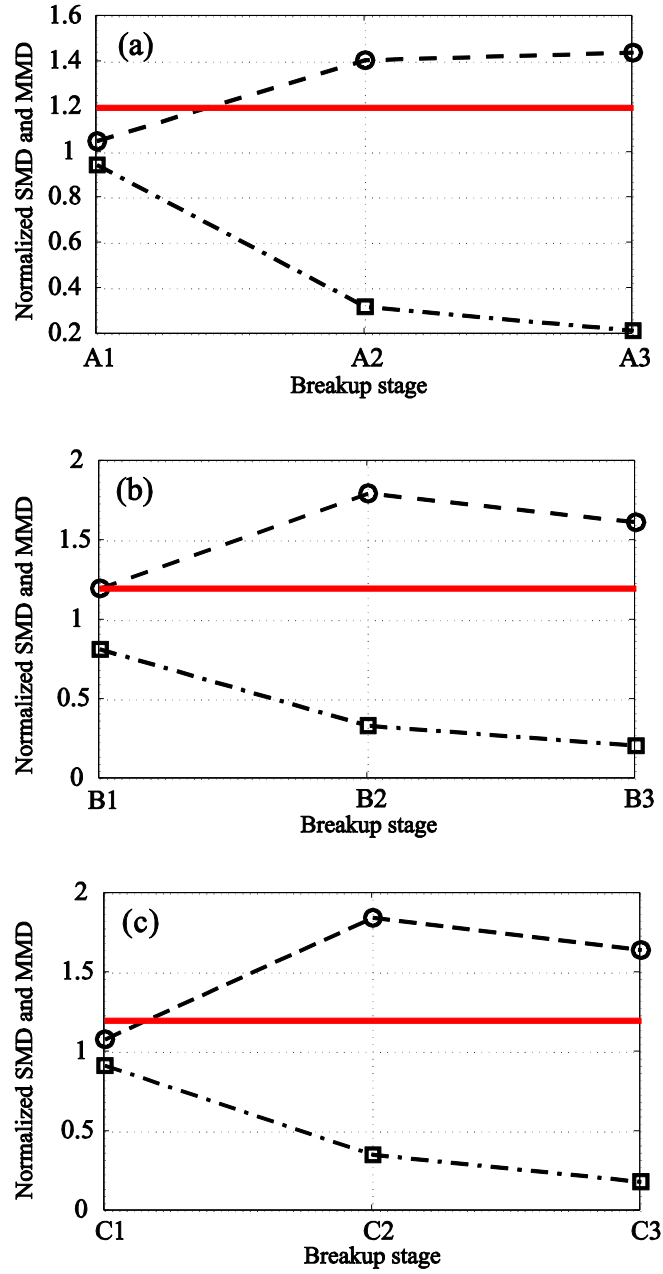 (a)
Normalized SMD and MMD
1.6
1.4
1.2
1
0.8
0.6
0.4
0.2
A1 A2 A3
Breakup stage
(b)
Normalized SMD and MMD
2
1.5
1
0.5
0
B1 B2 B3
Breakup stage
(c)
Normalized SMD and MMD
2
1.5
1
0.5
0
C1 C2 C3
Breakup stage